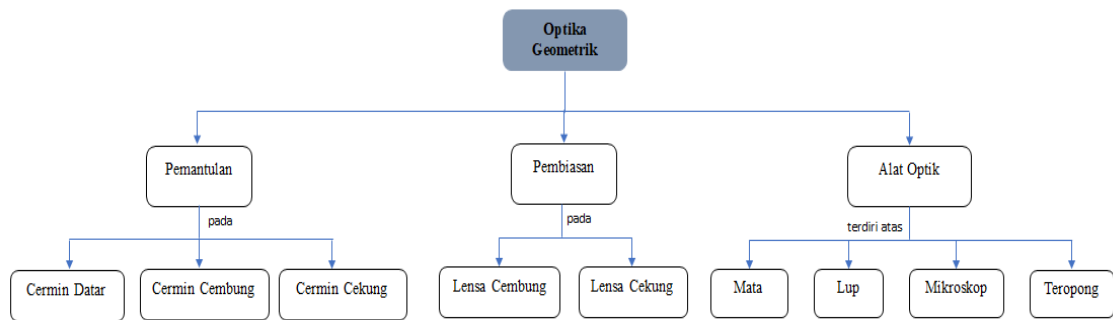 Optika
Geometrik
Pemantulan
Pembiasan
Alat Optik
pada
pada
terdiri atas
Cermin Datar
Cermin Cembung
Cermin Cekung
Lensa Cembung
Lensa Cekung
Mata
Lup
Mikroskop
Teropong